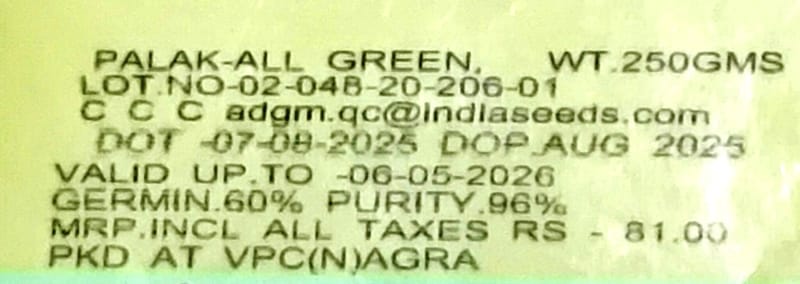 PALAK-ALL GREEN. WT.250GMS
LOT.NO-02-048-20-206-01
C C C adgm.qc@indiaseeds.com
DOT -07-08-2025 DOP.AUG 2025
VALID UP.TO -06-05-2026
GERMIN.60% PURITY.96%
MRP.INCL ALL TAXES RS - 81.00
PKD AT VPC(N)AGRA